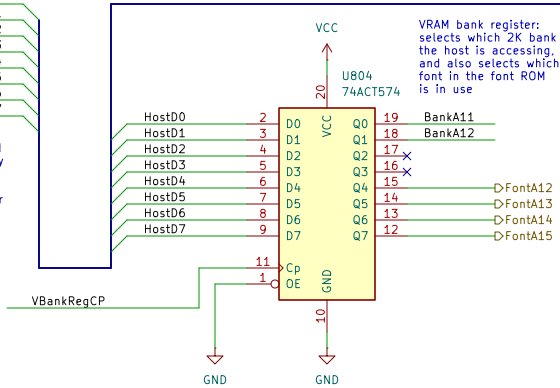 VCC
VRAM bank register:
selects which 2K bank
the host is accessing,
and also selects which
font in the font ROM
is in use
U804
74ACT574
20
VCC
HostD0 2 D0 Q0 19 BankA11
HostD1 3 D1 Q1 18 BankA12
HostD2 4 D2 Q2 17
HostD3 5 D3 Q3 16
HostD4 6 D4 Q4 15 FontA12
HostD5 7 D5 Q5 14 FontA13
HostD6 8 D6 Q6 13 FontA14
HostD7 9 D7 Q7 12 FontA15
11 Cp
1 OE
GND
VBankRegCP
10
GND
GND